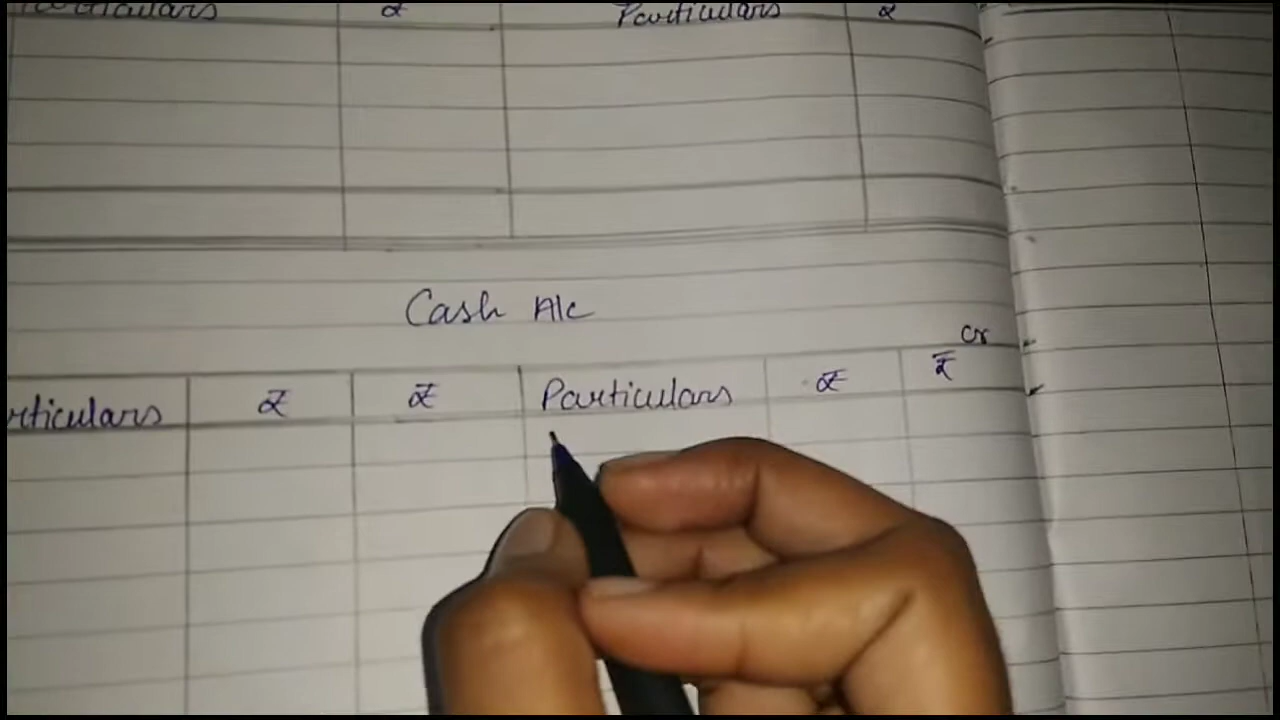 Particulars ₹ Particulars ₹
Cash A/c
Cr
rticulars ₹ ₹ Particulars ₹ ₹